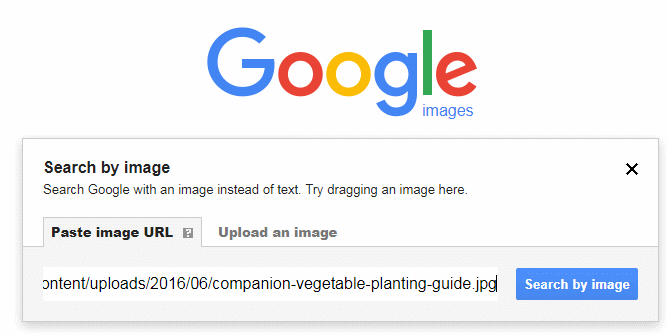 Google
images
Search by image
Search Google with an image instead of text. Try dragging an image here.
Paste image URL ?
Upload an image
ontent/uploads/2016/06/companion-vegetable-planting-guide.jpg
Search by image